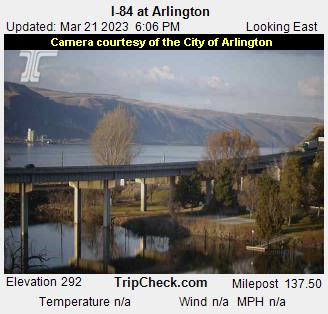 I-84 at Arlington
Updated: Mar 21 2023 6:06 PM Looking East
Camera courtesy of the City of Arlington
Elevation 292 TripCheck.com Milepost 137.50
Temperature n/a Wind n/a MPH n/a